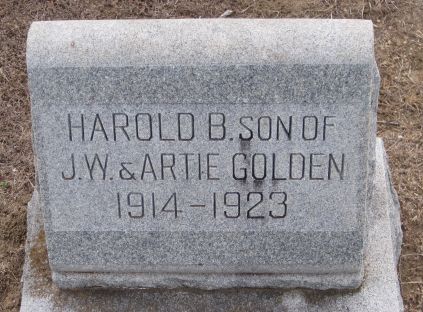 HAROLD B. SON OF
J.W. & ARTIE GOLDEN
1914-1923